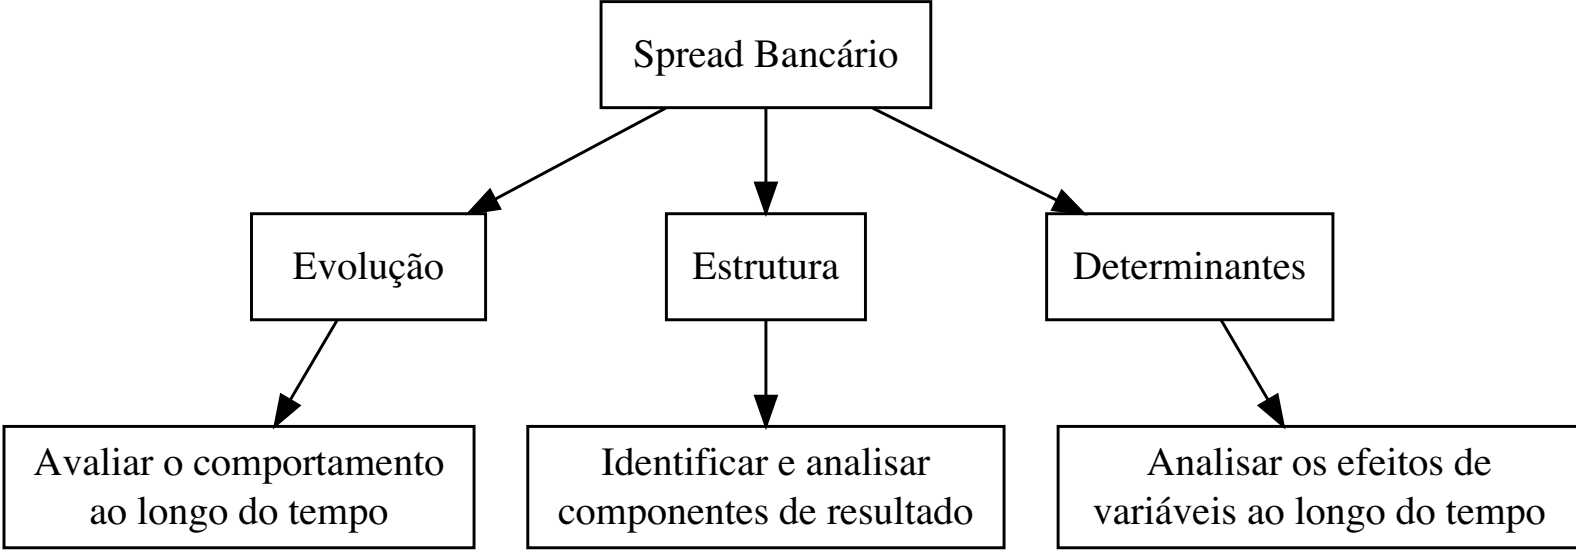 Spread Bancário
Evolução
Estrutura
Determinantes
Avaliar o comportamento
ao longo do tempo
Identificar e analisar
componentes de resultado
Analisar os efeitos de
variáveis ao longo do tempo